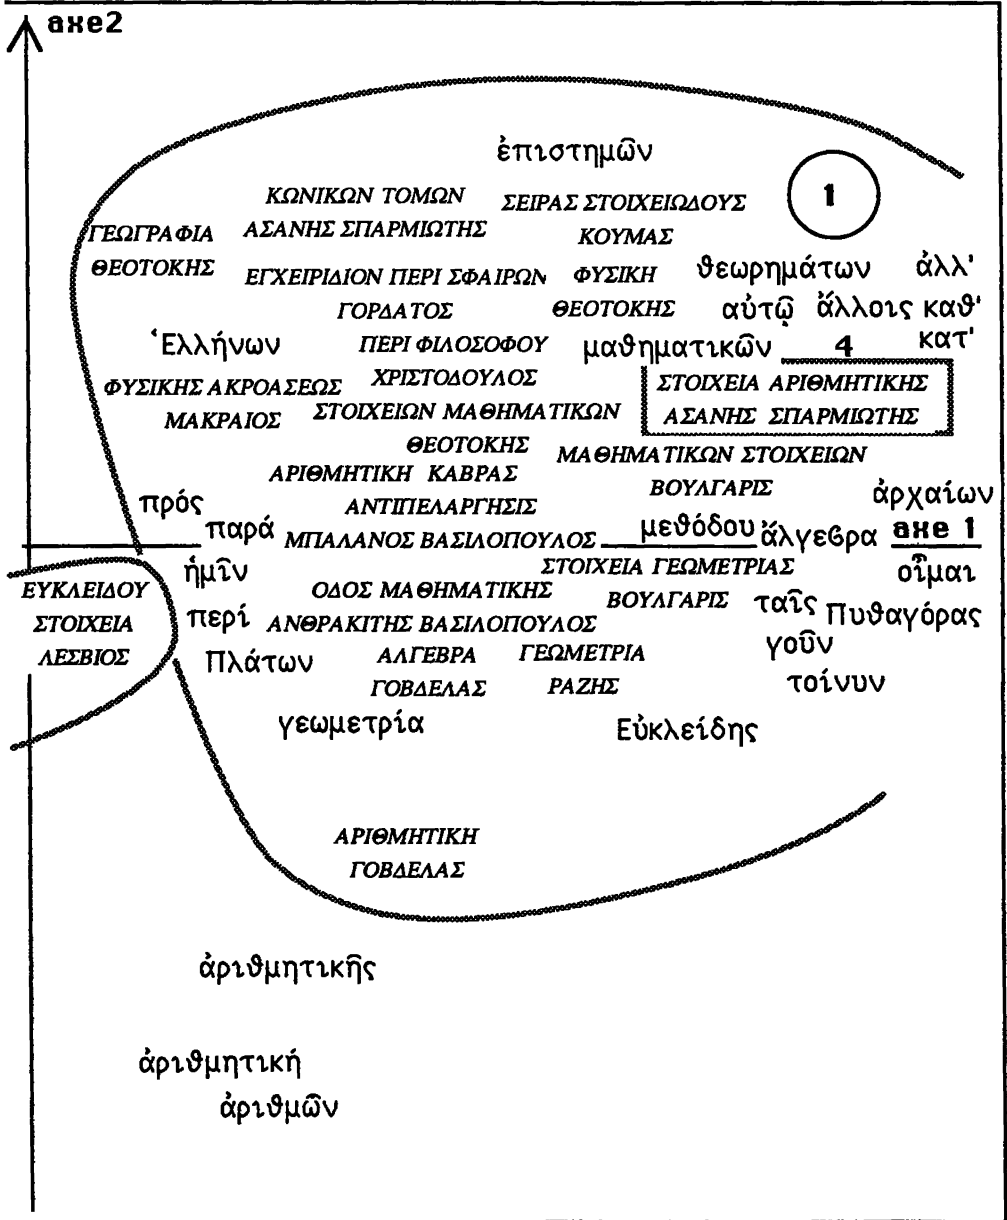 axe2
ἐπιστημῶν
1
ΚΩΝΙΚΩΝ ΤΟΜΩΝ ΣΕΙΡΑΣ ΣΤΟΙΧΕΙΩΔΟΥΣ
ΓΕΩΓΡΑΦΙΑ ΑΣΑΝΗΣ ΣΠΑΡΜΙΩΤΗΣ ΚΟΥΜΑΣ
ΘΕΟΤΟΚΗΣ ΕΓΧΕΙΡΙΔΙΟΝ ΠΕΡΙ ΣΦΑΙΡΩΝ ΦΥΣΙΚΗ θεωρημάτων ἀλλ'
ΓΟΡΔΑΤΟΣ ΘΕΟΤΟΚΗΣ αὐτῷ ἄλλοις καθ'
Ἑλλήνων ΠΕΡΙ ΦΙΛΟΣΟΦΟΥ μαθηματικῶν 4 κατ'
ΦΥΣΙΚΗΣ ΑΚΡΟΑΣΕΩΣ ΧΡΙΣΤΟΔΟΥΛΟΣ ΣΤΟΙΧΕΙΑ ΑΡΙΘΜΗΤΙΚΗΣ
ΜΑΚΡΑΙΟΣ ΣΤΟΙΧΕΙΩΝ ΜΑΘΗΜΑΤΙΚΩΝ ΑΣΑΝΗΣ ΣΠΑΡΜΙΩΤΗΣ
ΘΕΟΤΟΚΗΣ ΜΑΘΗΜΑΤΙΚΩΝ ΣΤΟΙΧΕΙΩΝ
ΑΡΙΘΜΗΤΙΚΗ ΚΑΒΡΑΣ ΒΟΥΛΓΑΡΙΣ ἀρχαίων
πρός ΑΝΤΙΠΕΛΑΡΓΗΣΙΣ
παρά ΜΠΑΛΑΝΟΣ ΒΑΣΙΛΟΠΟΥΛΟΣ μεθόδου ἄλγεβρα axe 1
ἡμῖν ΣΤΟΙΧΕΙΑ ΓΕΩΜΕΤΡΙΑΣ οἶμαι
ΕΥΚΛΕΙΔΟΥ ΟΔΟΣ ΜΑΘΗΜΑΤΙΚΗΣ ΒΟΥΛΓΑΡΙΣ ταῖς Πυθαγόρας
ΣΤΟΙΧΕΙΑ περί ΑΝΘΡΑΚΙΤΗΣ ΒΑΣΙΛΟΠΟΥΛΟΣ γοῦν
ΛΕΣΒΙΟΣ Πλάτων ΑΛΓΕΒΡΑ ΓΕΩΜΕΤΡΙΑ
ΓΟΒΔΕΛΑΣ ΡΑΖΗΣ τοίνυν
γεωμετρία Εὐκλείδης
ΑΡΙΘΜΗΤΙΚΗ
ΓΟΒΔΕΛΑΣ
ἀριθμητικῆς
ἀριθμητική
ἀριθμῶν